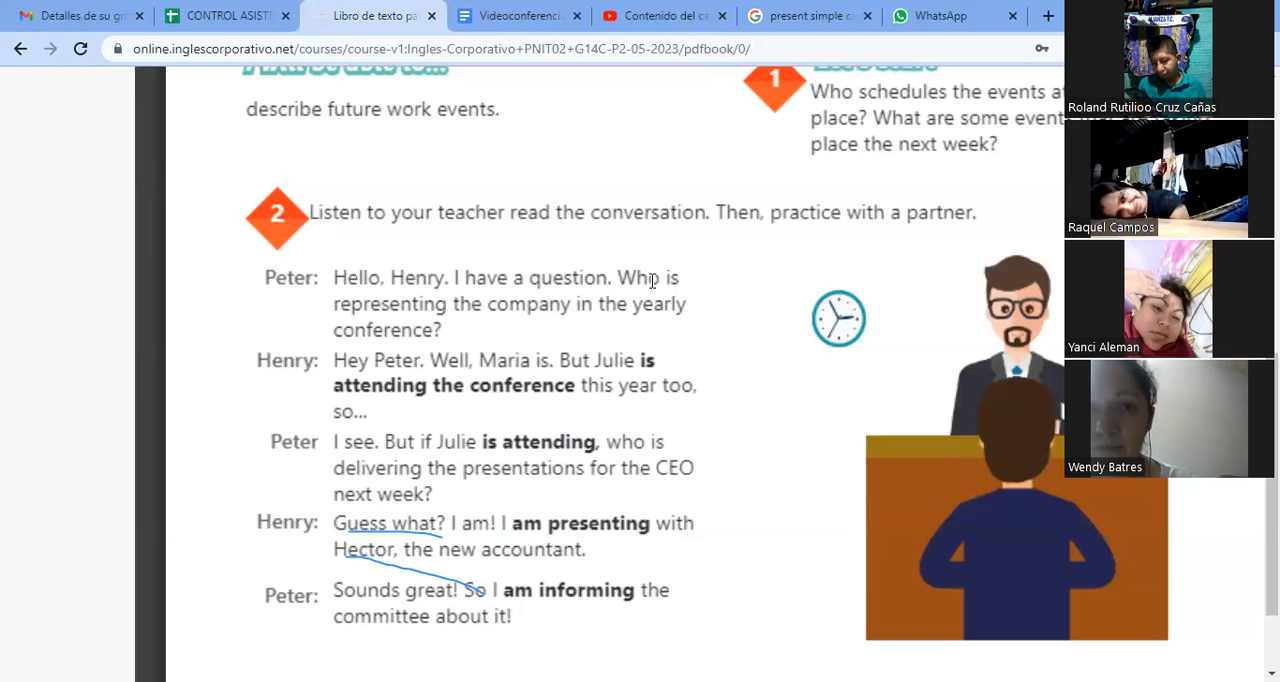 Detalles de su gr
CONTROL ASIST
Libro de texto pa
Videoconferenci
Contenido del ca
present simple c
WhatsApp
online.inglescorporativo.net/courses/course-v1:Ingles-Corporativo+PNIT02+G14C-P2-05-2023/pdfbook/0/
describe future work events.
1
Who schedules the events at
place? What are some event
place the next week?
2
Listen to your teacher read the conversation. Then, practice with a partner.
Peter: Hello, Henry. I have a question. Who is
representing the company in the yearly
conference?
Henry: Hey Peter. Well, Maria is. But Julie is
attending the conference this year too,
so...
Peter I see. But if Julie is attending, who is
delivering the presentations for the CEO
next week?
Henry: Guess what? I am! I am presenting with
Hector, the new accountant.
Peter: Sounds great! So I am informing the
committee about it!
ALIANZA F.C.
Roland Rutilioo Cruz Cañas
Raquel Campos
Yanci Aleman
Wendy Batres